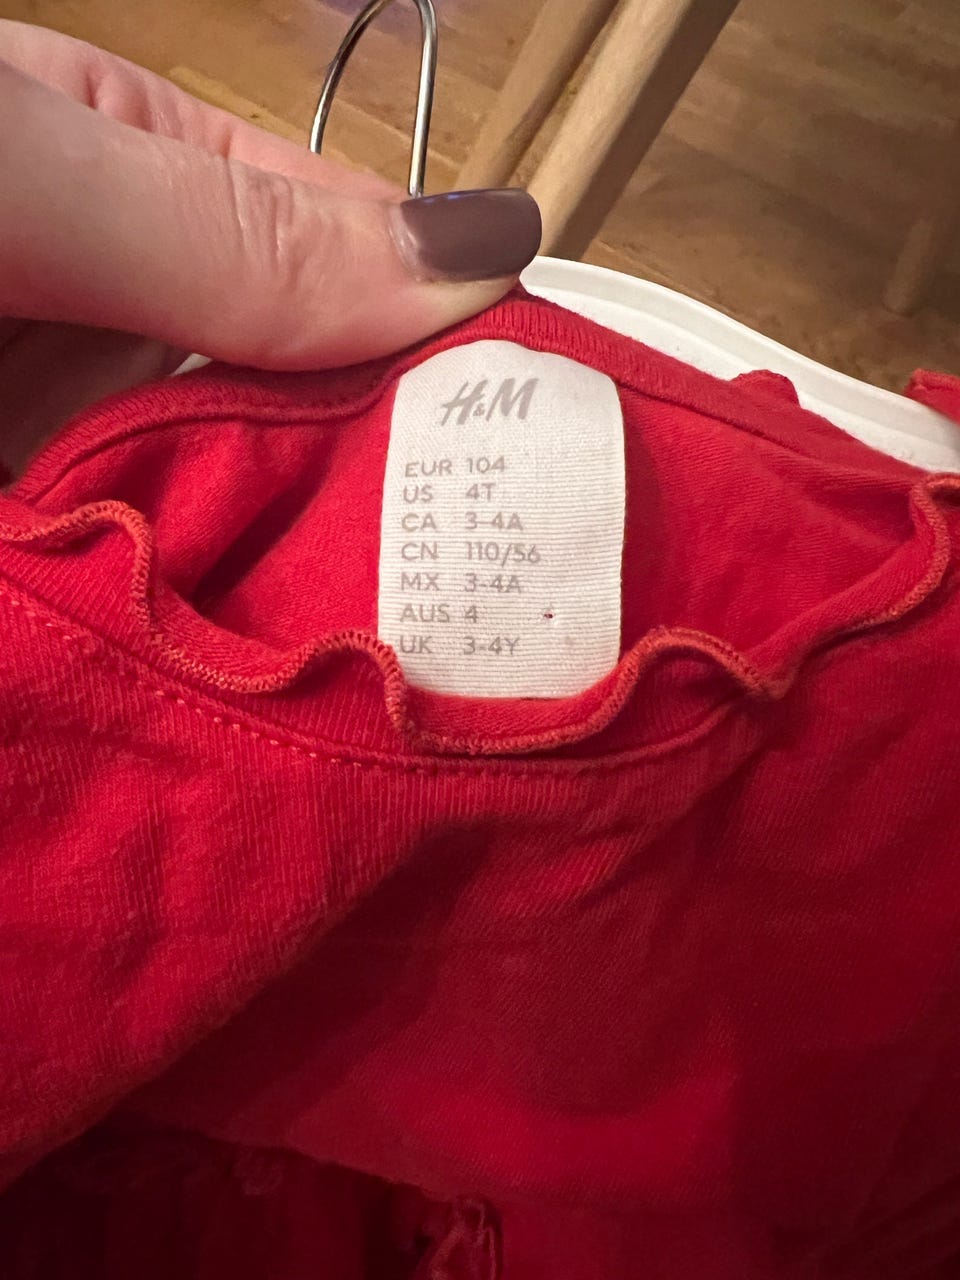 H&M
EUR 104
US 4T
CA 3-4A
CN 110/56
MX 3-4A
AUS 4
UK 3-4Y